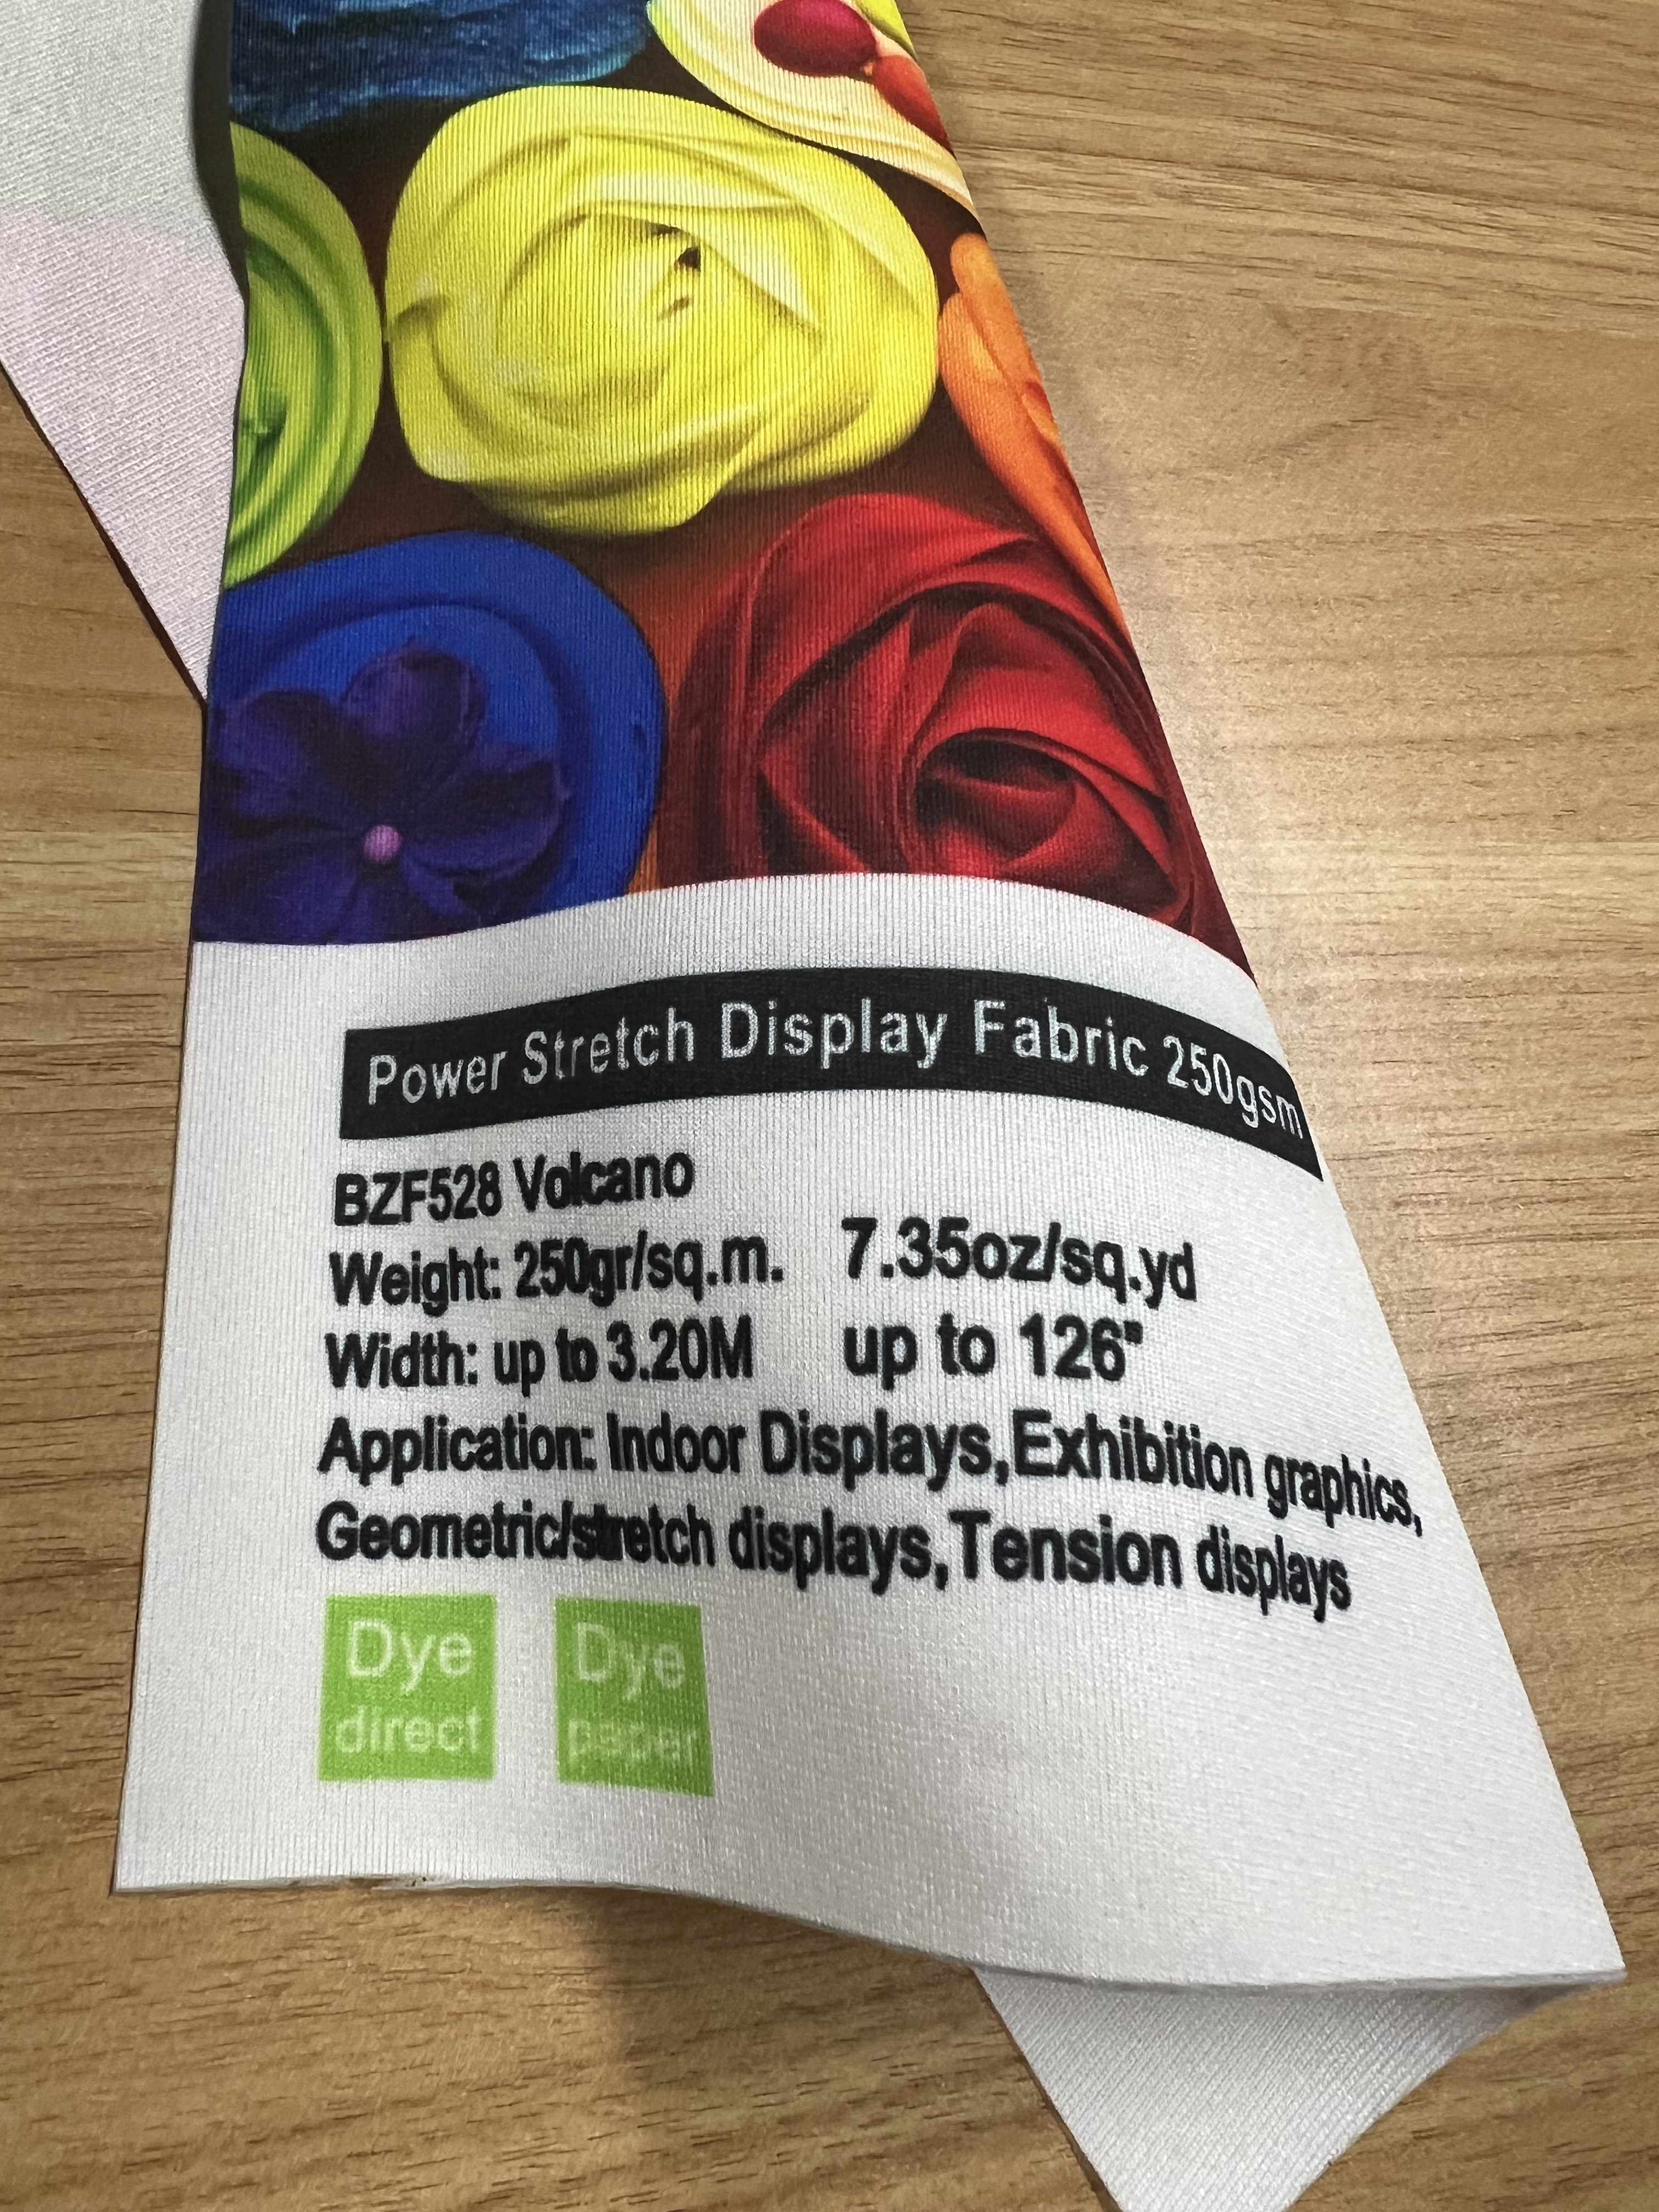 Power Stretch Display Fabric 250gsm
BZF528 Volcano
Weight: 250gr/sq.m. 7.35oz/sq.yd
Width: up to 3.20M up to 126"
Application: Indoor Displays,Exhibition graphics,
Geometric/stretch displays,Tension displays
Dye direct
Dye paper